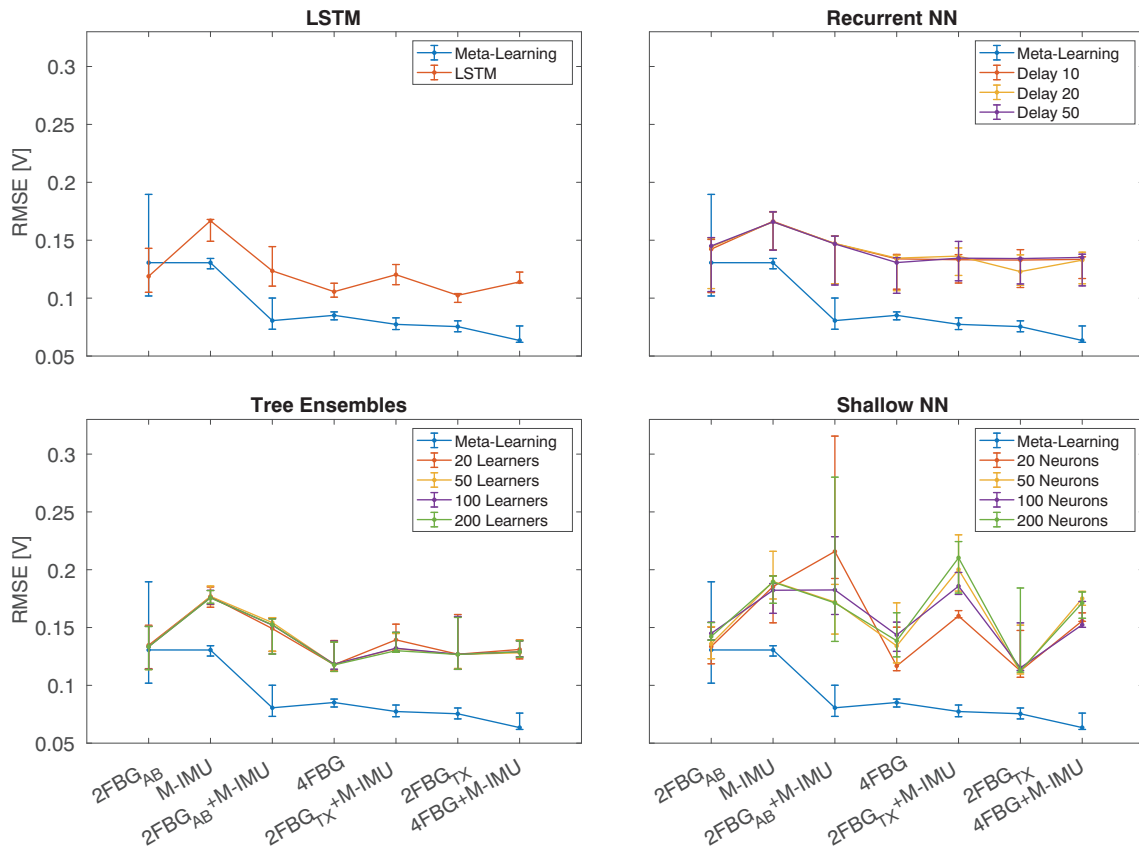 LSTM
RMSE [V]
0.3
0.25
0.2
0.15
0.1
0.05
Meta-Learning
LSTM
Recurrent NN
Meta-Learning
Delay 10
Delay 20
Delay 50
Tree Ensembles
RMSE [V]
0.3
0.25
0.2
0.15
0.1
0.05
Meta-Learning
20 Learners
50 Learners
100 Learners
200 Learners
2FBG_AB
M-IMU
2FBG_AB+M-IMU
4FBG
2FBG_TX+M-IMU
2FBG_TX
4FBG+M-IMU
Shallow NN
Meta-Learning
20 Neurons
50 Neurons
100 Neurons
200 Neurons
2FBG_AB
M-IMU
2FBG_AB+M-IMU
4FBG
2FBG_TX+M-IMU
2FBG_TX
4FBG+M-IMU